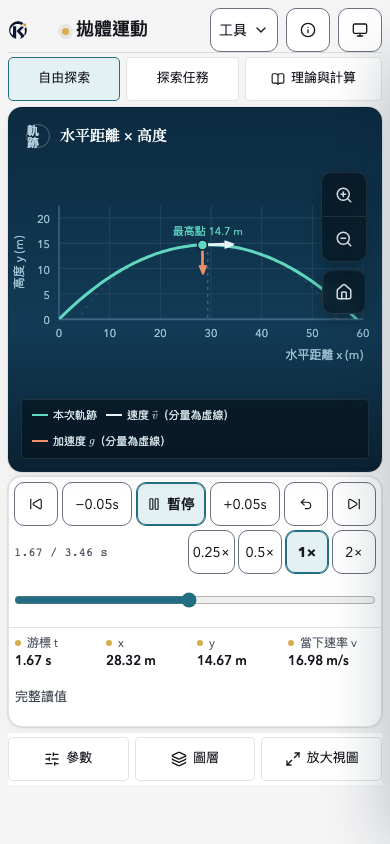 拋體運動
工具
自由探索
探索任務
理論與計算
軌跡
水平距離 × 高度
最高點 14.7 m
高度 y (m)
20
15
10
5
0
0 10 20 30 40 50 60
水平距離 x (m)
本次軌跡 速度 v⃗（分量為虛線）
加速度 g（分量為虛線）
−0.05s 暫停 +0.05s
1.67 / 3.46 s 0.25× 0.5× 1× 2×
游標 t x y 當下速率 v
1.67 s 28.32 m 14.67 m 16.98 m/s
完整讀值
參數 圖層 放大視圖